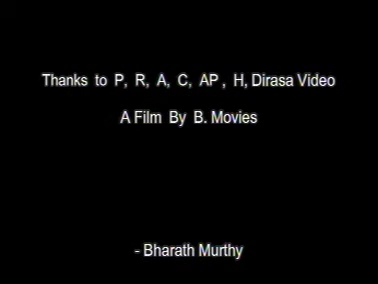 Thanks to P, R, A, C, AP , H, Dirasa Video
A Film By B. Movies
- Bharath Murthy